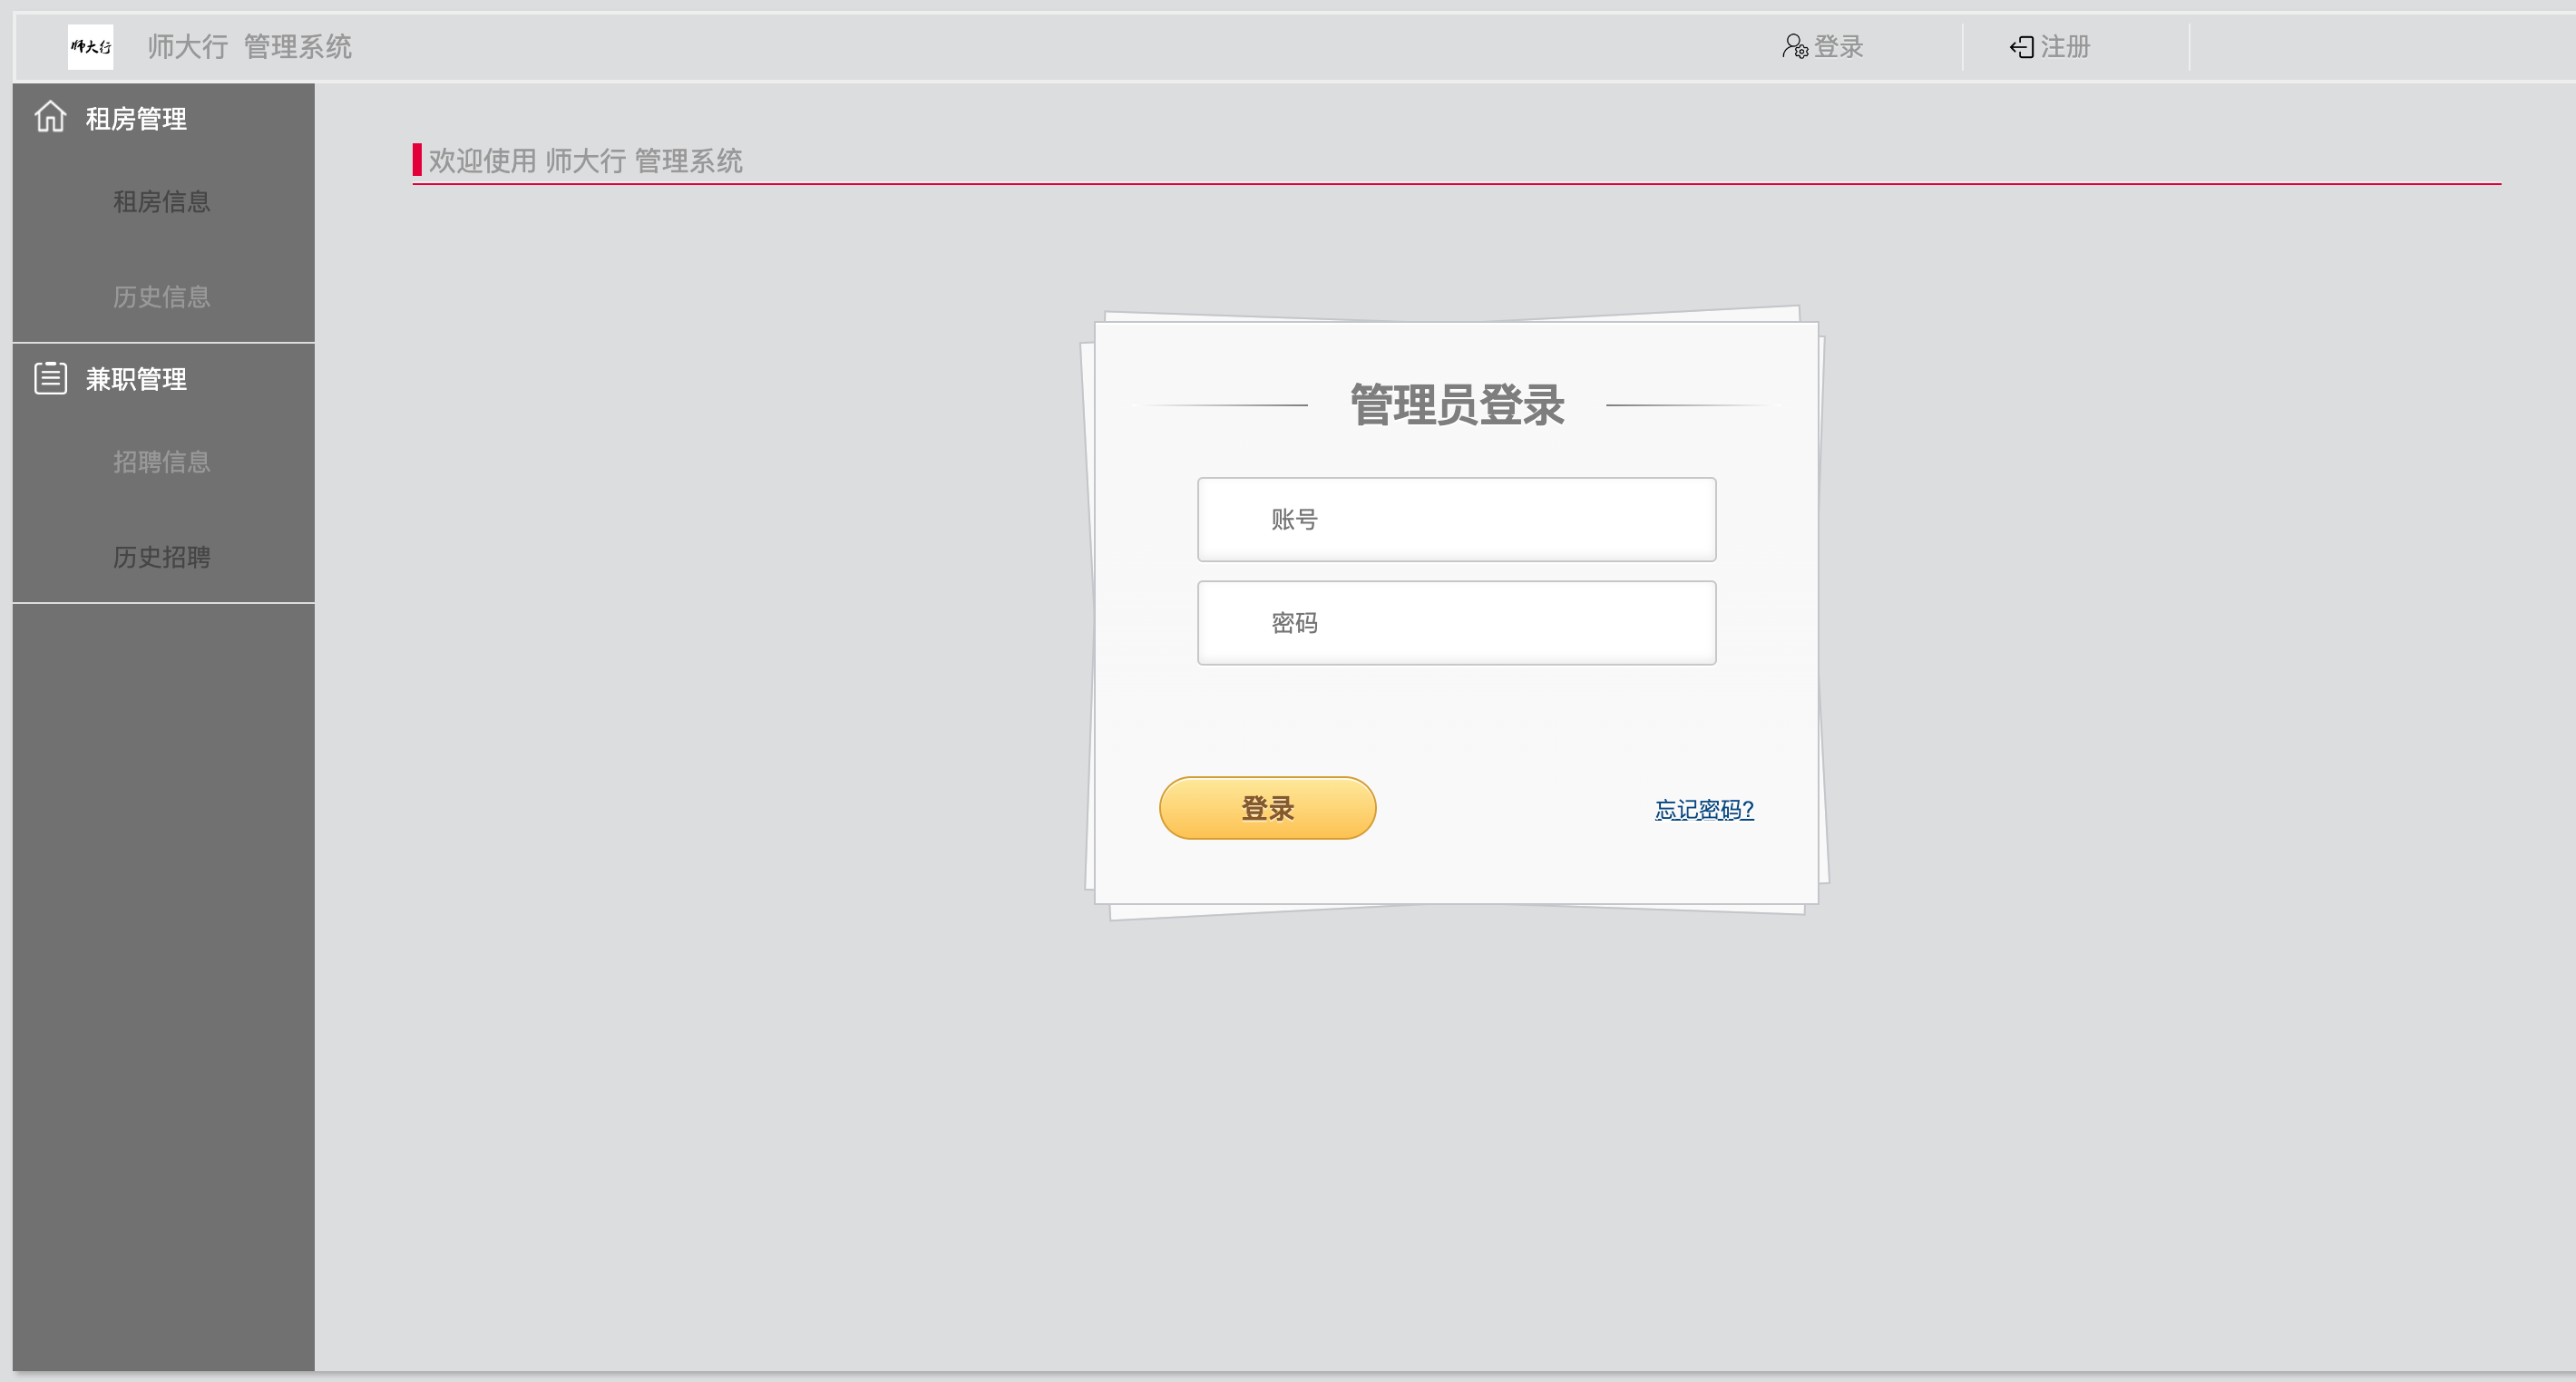 师大行
师大行 管理系统
登录
注册
租房管理
租房信息
历史信息
兼职管理
招聘信息
历史招聘
欢迎使用 师大行 管理系统
管理员登录
账号
密码
登录
忘记密码?